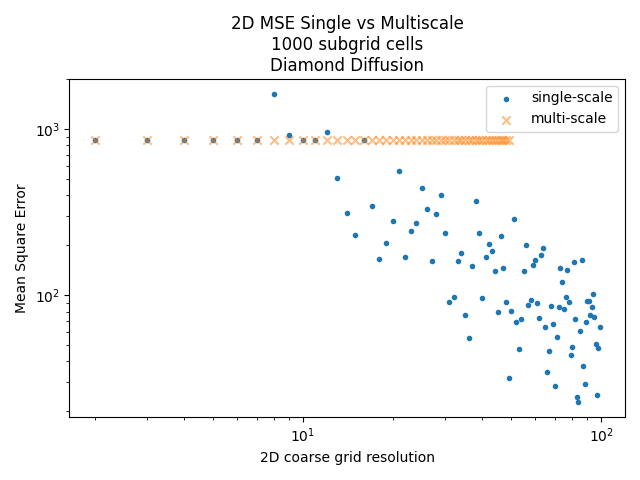 2D MSE Single vs Multiscale
1000 subgrid cells
Diamond Diffusion
single-scale
multi-scale
Mean Square Error
10³
10²
10¹
10²
2D coarse grid resolution